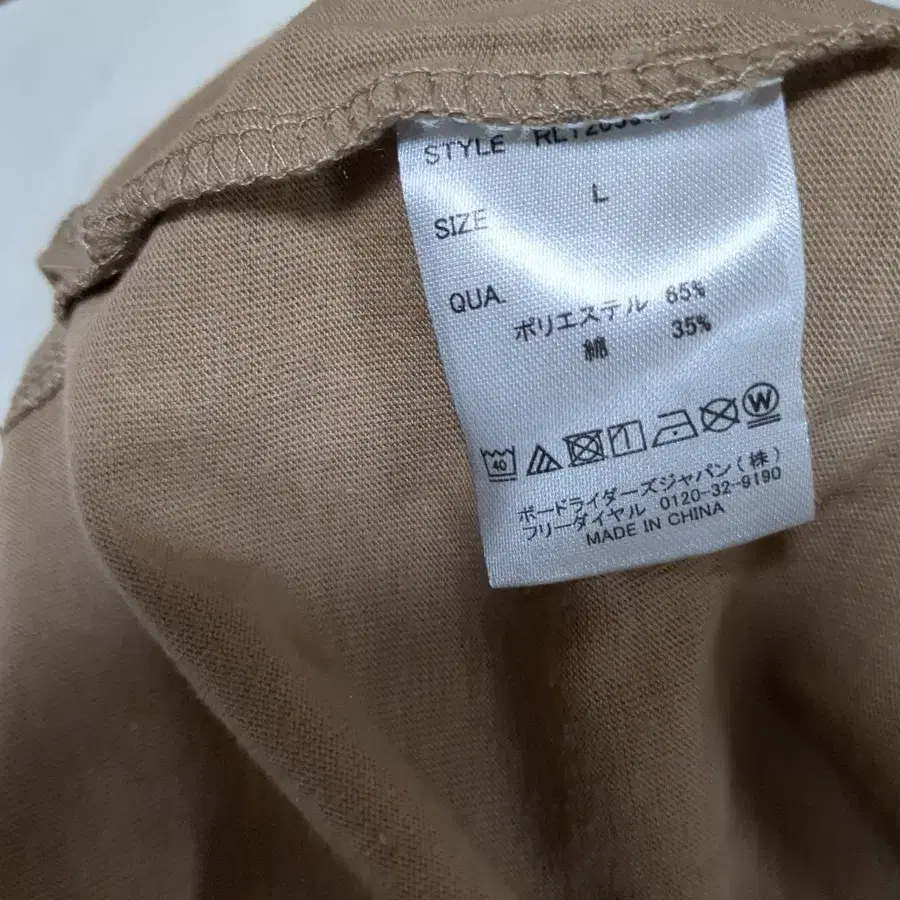 STYLE
SIZE L
QUA.
ポリエステル 65%
綿 35%
40 W
ボードライダーズジャパン(株)
フリーダイヤル 0120-32-9190
MADE IN CHINA